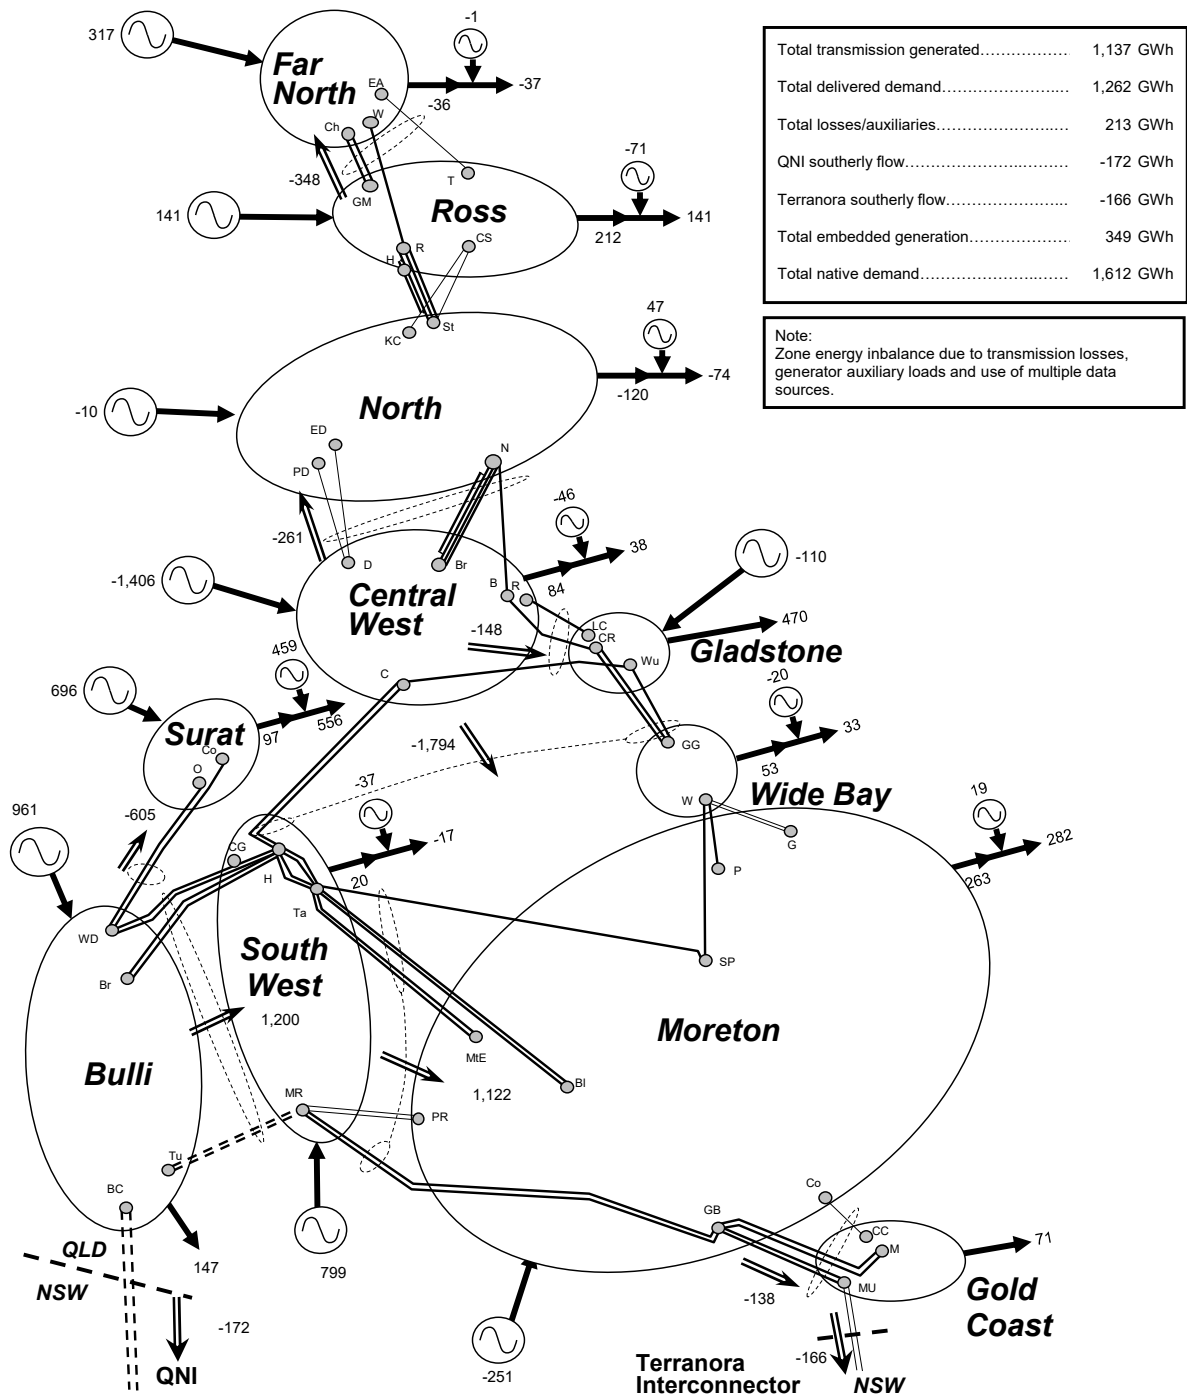 317
-1
Far
North
EA
W
Ch
-36
-37
Total transmission generated.................. 1,137 GWh
Total delivered demand........................ 1,262 GWh
Total losses/auxiliaries........................ 213 GWh
QNI southerly flow.............................. -172 GWh
Terranora southerly flow...................... -166 GWh
Total embedded generation.................... 349 GWh
Total native demand............................ 1,612 GWh
-348
GM
T
-71
141
Ross
212
141
R
H
CS
St
KC
Note:
Zone energy inbalance due to transmission losses,
generator auxiliary loads and use of multiple data
sources.
47
-120
-74
-10
North
ED
PD
N
-261
D
Br
-46
38
84
-1,406
Central
West
B
R
-110
LC
CR
470
-148
Gladstone
Wu
C
459
696
Surat
Co
O
97
556
-1,794
GG
-20
33
53
Wide Bay
W
G
P
-37
-17
20
-605
961
CG
H
Ta
19
282
263
WD
Br
South
West
1,200
SP
Moreton
Bulli
MtE
BI
1,122
MR
PR
Tu
BC
147
799
QLD
NSW
-172
QNI
-251
Co
GB
CC
M
MU
71
-138
Gold
Coast
-166
Terranora
Interconnector
NSW